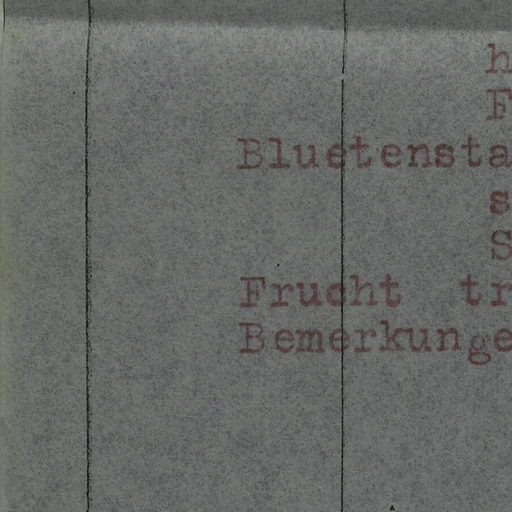 h
F
Bluetensta
s
S
Frucht tr
Bemerkunge